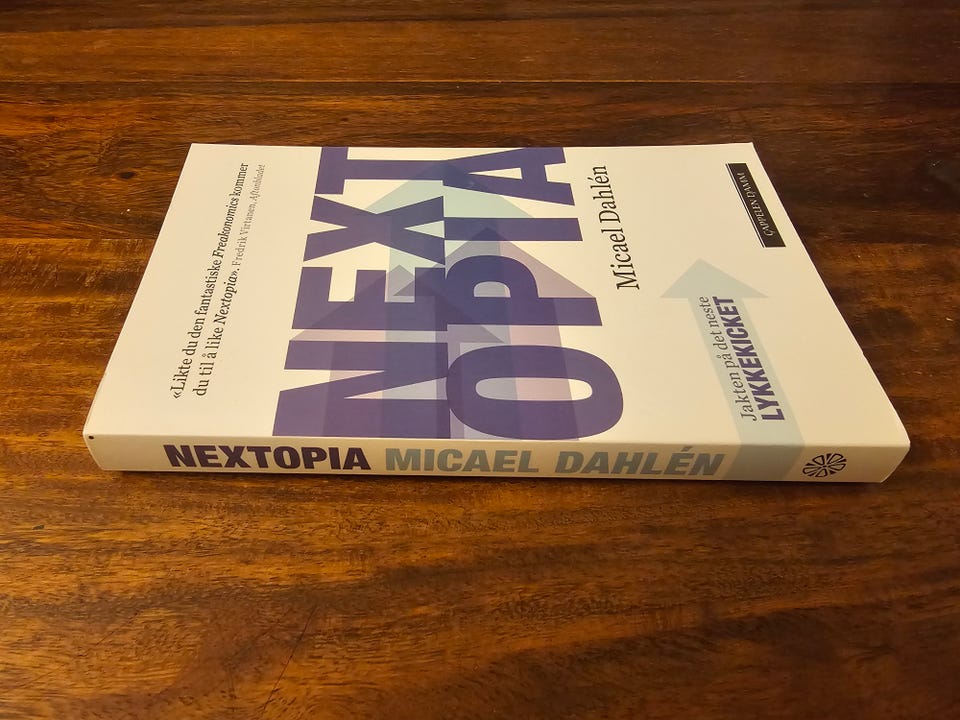 «Likte du den fantastiske Freakonomics kommer
du til å like Nextopia». Fredrik Virtanen, Aftonbladet
NEXT
OPIA
Micael Dahlén
Jakten på det neste
LYKKEKICKET
CAPPELEN DAMM
NEXTOPIA MICAEL DAHLÉN